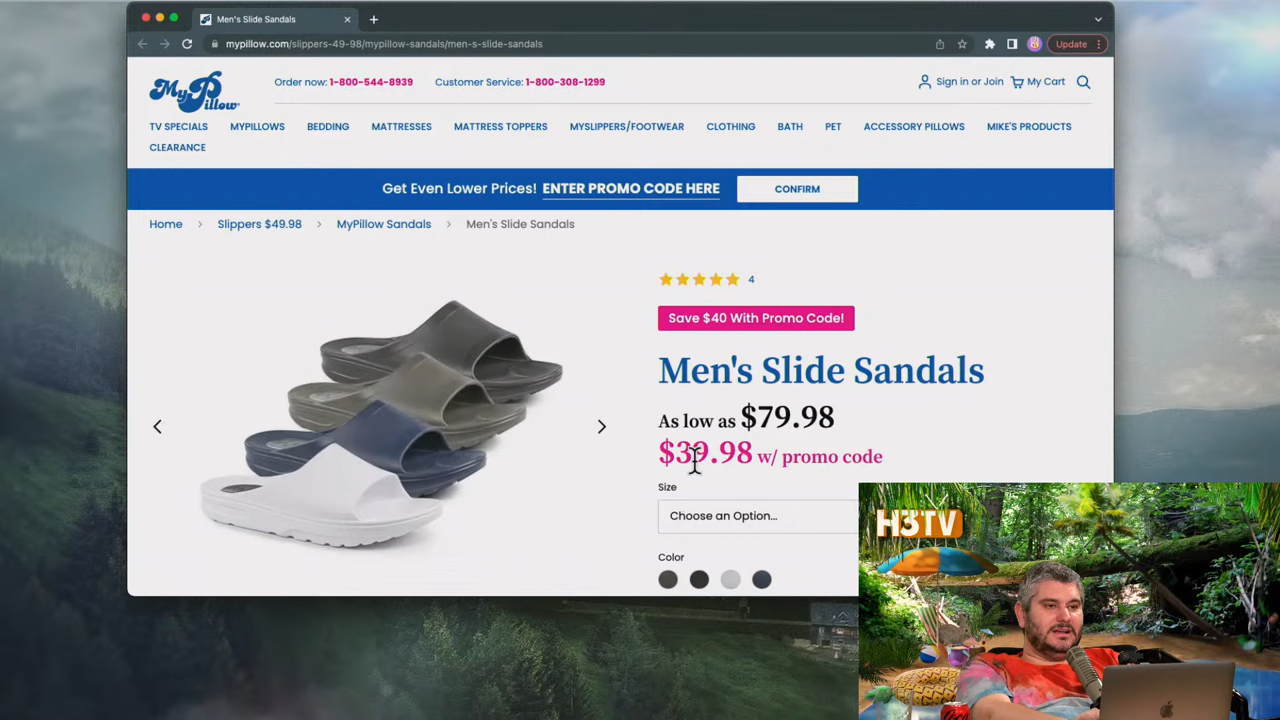 Men's Slide Sandals
mypillow.com/slippers-49-98/mypillow-sandals/men-s-slide-sandals
Update
MyPillow
Order now: 1-800-544-8939
Customer Service: 1-800-308-1299
Sign in or Join
My Cart
TV SPECIALS
MYPILLOWS
BEDDING
MATTRESSES
MATTRESS TOPPERS
MYSLIPPERS/FOOTWEAR
CLOTHING
BATH
PET
ACCESSORY PILLOWS
MIKE'S PRODUCTS
CLEARANCE
Get Even Lower Prices! ENTER PROMO CODE HERE
CONFIRM
Home > Slippers $49.98 > MyPillow Sandals > Men's Slide Sandals
4
Save $40 With Promo Code!
Men's Slide Sandals
As low as $79.98
$39.98 w/ promo code
Size
Choose an Option...
Color
H3TV